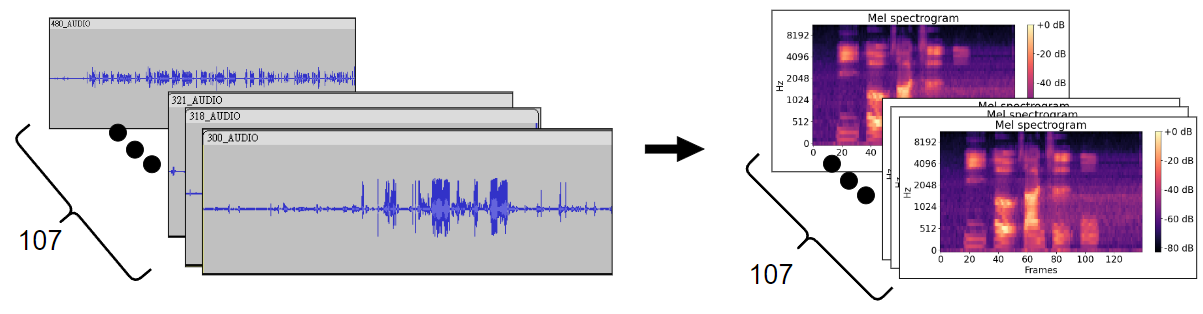 480_AUDIO
321_AUDIO
318_AUDIO
300_AUDIO
107
Mel spectrogram
8192
4096
2048
1024
512
0
Hz
0 20 40
+0 dB
-20 dB
-40 dB
Mel spectrogram
Mel spectrogram
Mel spectrogram
8192
4096
2048
1024
512
0
Hz
0 20 40 60 80 100 120
Frames
+0 dB
-20 dB
-40 dB
-60 dB
-80 dB
Hz
Hz
107